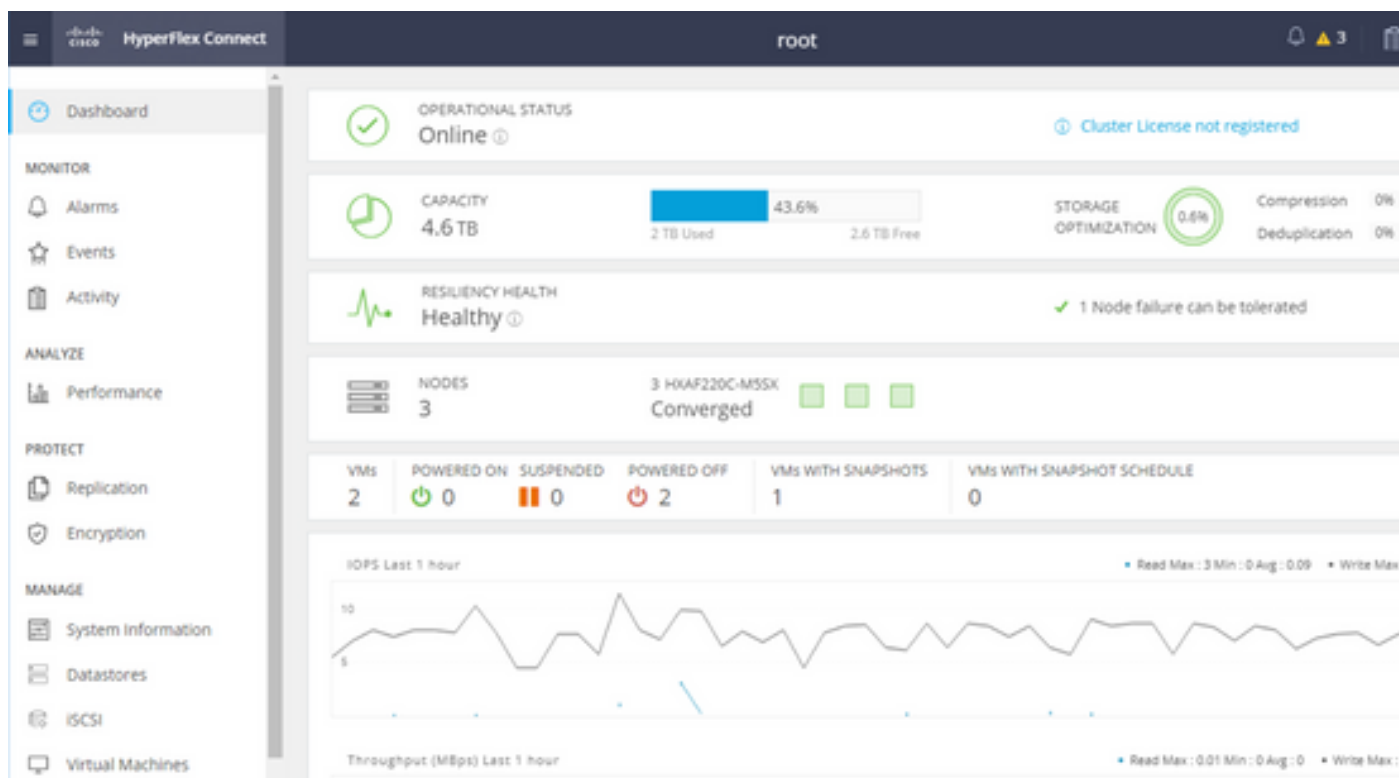 CISCO HyperFlex Connect root 3
Dashboard
MONITOR
Alarms
Events
Activity
ANALYZE
Performance
PROTECT
Replication
Encryption
MANAGE
System Information
Datastores
iSCSI
Virtual Machines
OPERATIONAL STATUS
Online
Cluster License not registered
CAPACITY
4.6 TB
43.6%
2 TB Used 2.6 TB Free
STORAGE
OPTIMIZATION
0.6%
Compression 0%
Deduplication 0%
RESILIENCY HEALTH
Healthy
1 Node failure can be tolerated
NODES
3
3 HXAF220C-M5SX
Converged
VMs POWERED ON SUSPENDED POWERED OFF VMs WITH SNAPSHOTS VMs WITH SNAPSHOT SCHEDULE
2 0 0 2 1 0
IOPS Last 1 hour Read Max : 3 Min : 0 Avg : 0.09 Write Max
10
5
Throughput (MBps) Last 1 hour Read Max : 0.01 Min : 0 Avg : 0 Write Max :